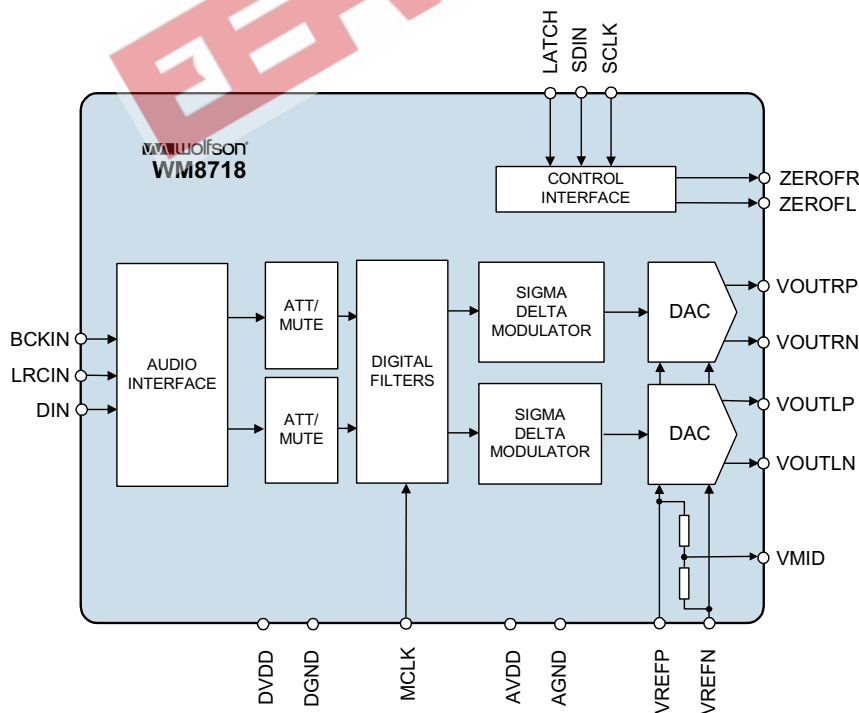 LATCH
SDIN
SCLK
wolfson
WM8718
CONTROL
INTERFACE
ZEROFR
ZEROFL
BCKIN
LRCIN
DIN
AUDIO
INTERFACE
ATT/
MUTE
ATT/
MUTE
DIGITAL
FILTERS
SIGMA
DELTA
MODULATOR
SIGMA
DELTA
MODULATOR
DAC
DAC
VOUTRP
VOUTRN
VOUTLP
VOUTLN
VMID
DVDD
DGND
MCLK
AVDD
AGND
VREFP
VREFN